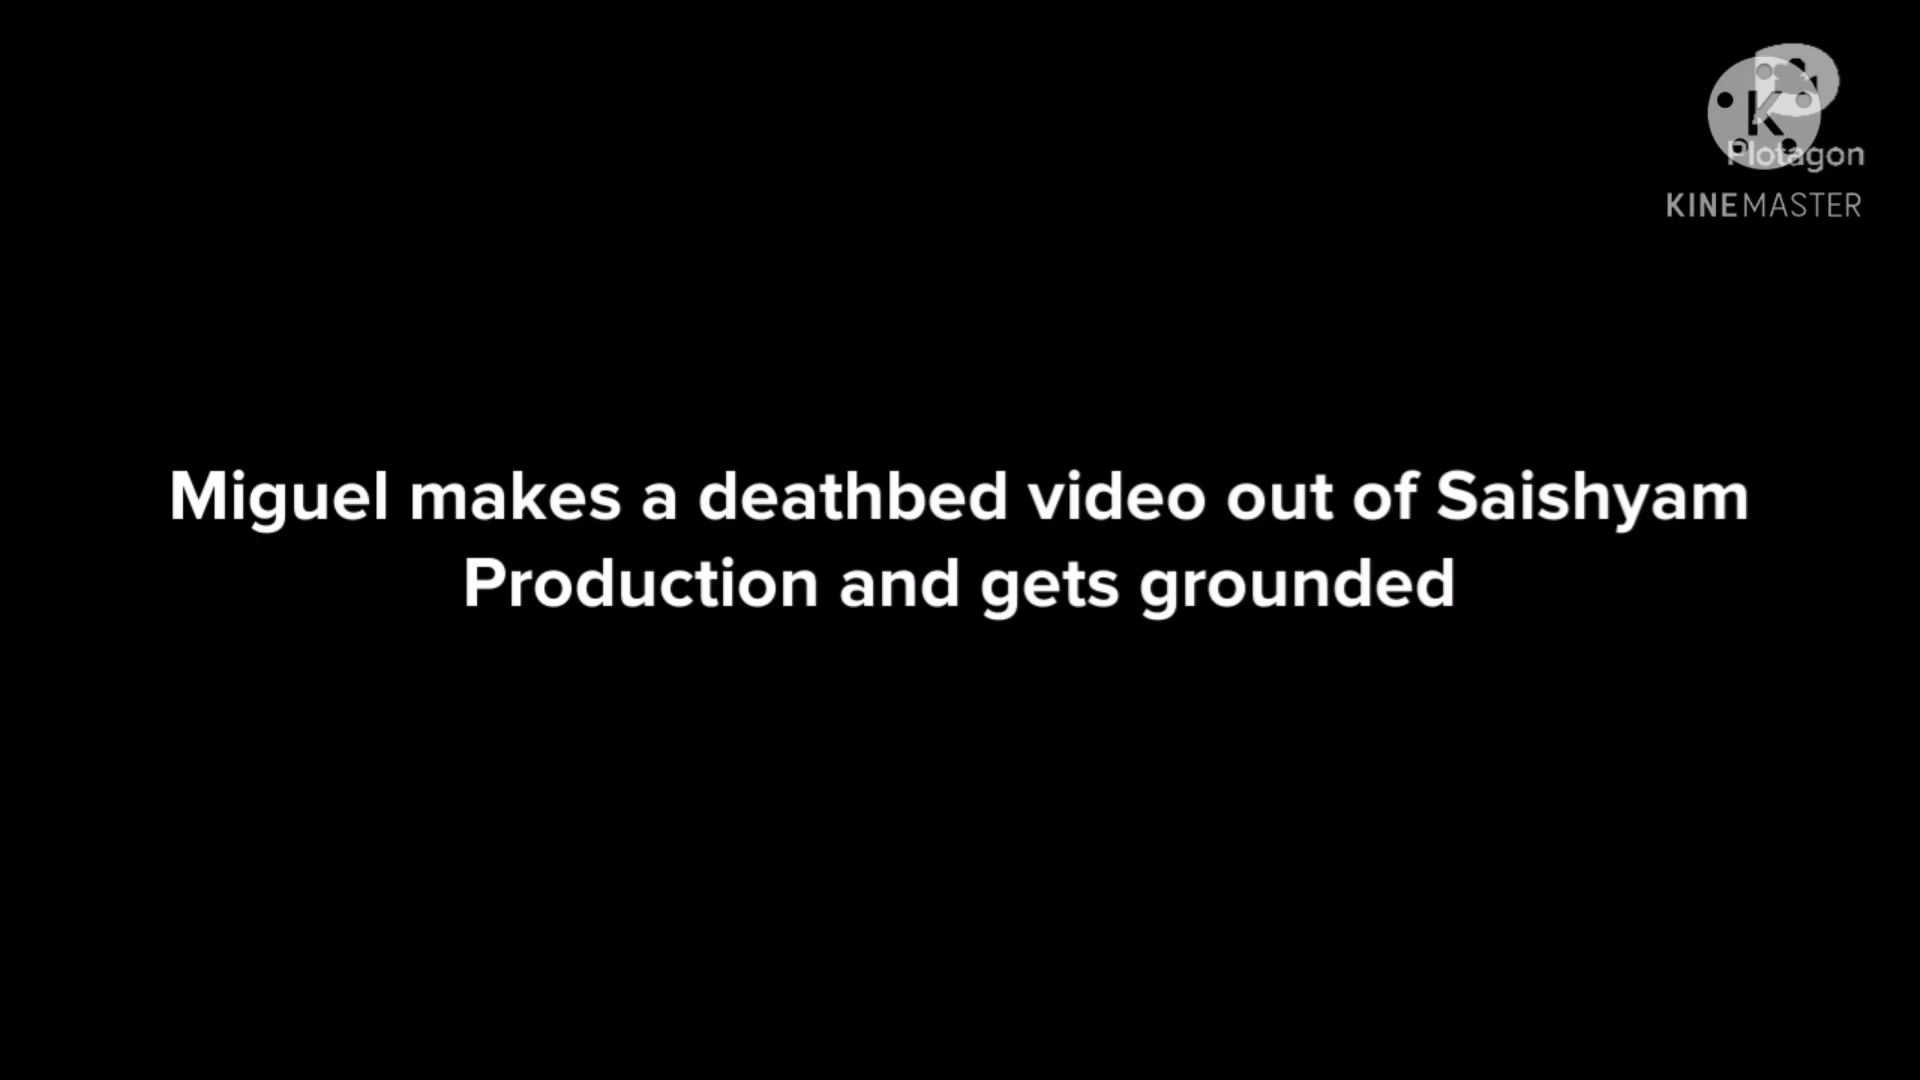 K
Plotagon
KINEMASTER
Miguel makes a deathbed video out of Saishyam
Production and gets grounded